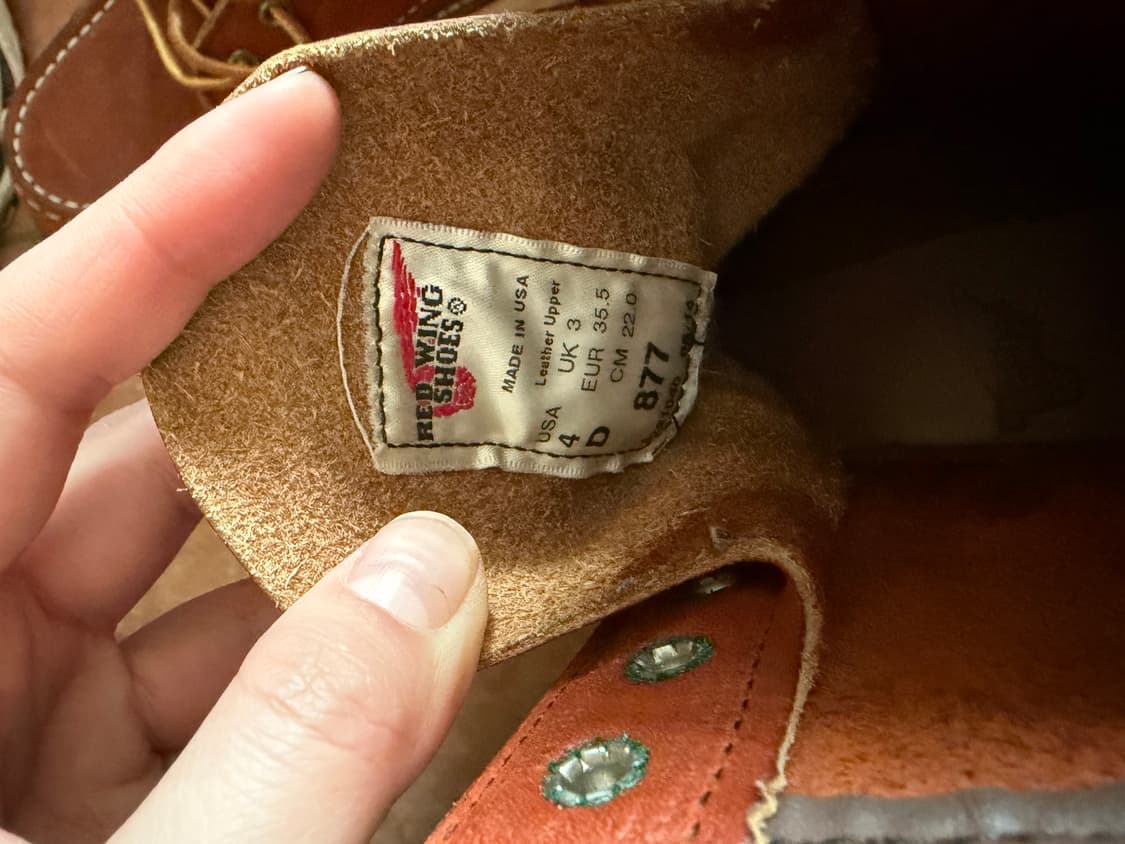 RED WING
SHOES®
MADE IN USA
Leather Upper
USA UK 3
4 EUR 35.5
D CM 22.0
877